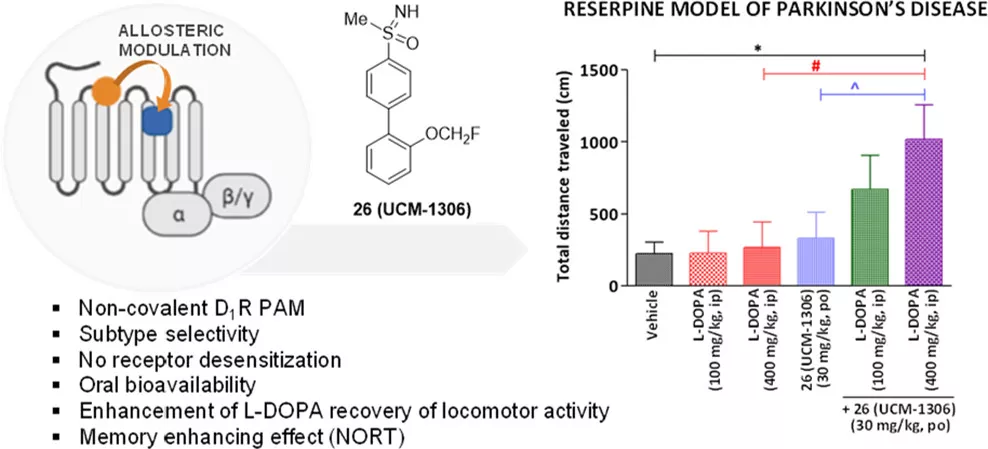 ALLOSTERIC
MODULATION
α
β/γ
Me
NH
S
O
OCH2F
26 (UCM-1306)
▪ Non-covalent D1R PAM
▪ Subtype selectivity
▪ No receptor desensitization
▪ Oral bioavailability
▪ Enhancement of L-DOPA recovery of locomotor activity
▪ Memory enhancing effect (NORT)
RESERPINE MODEL OF PARKINSON'S DISEASE
Total distance traveled (cm)
1500
1000
500
0
*
#
^
Vehicle
L-DOPA
(100 mg/kg, ip)
L-DOPA
(400 mg/kg, ip)
26 (UCM-1306)
(30 mg/kg, po)
L-DOPA
(100 mg/kg, ip)
L-DOPA
(400 mg/kg, ip)
+ 26 (UCM-1306)
(30 mg/kg, po)